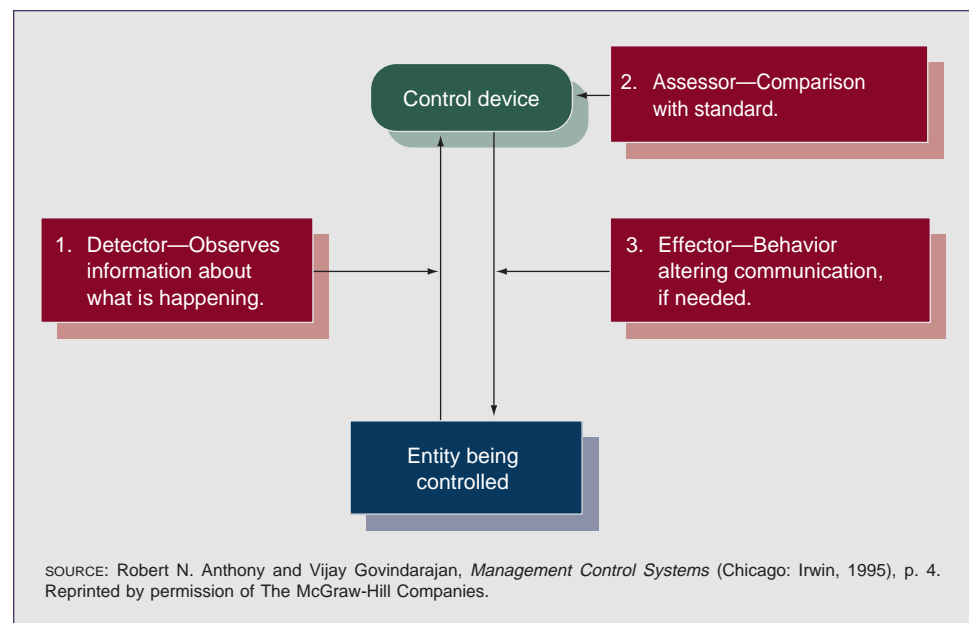 Control device
2. Assessor—Comparison
with standard.
1. Detector—Observes
information about
what is happening.
3. Effector—Behavior
altering communication,
if needed.
Entity being
controlled
SOURCE: Robert N. Anthony and Vijay Govindarajan, Management Control Systems (Chicago: Irwin, 1995), p. 4.
Reprinted by permission of The McGraw-Hill Companies.